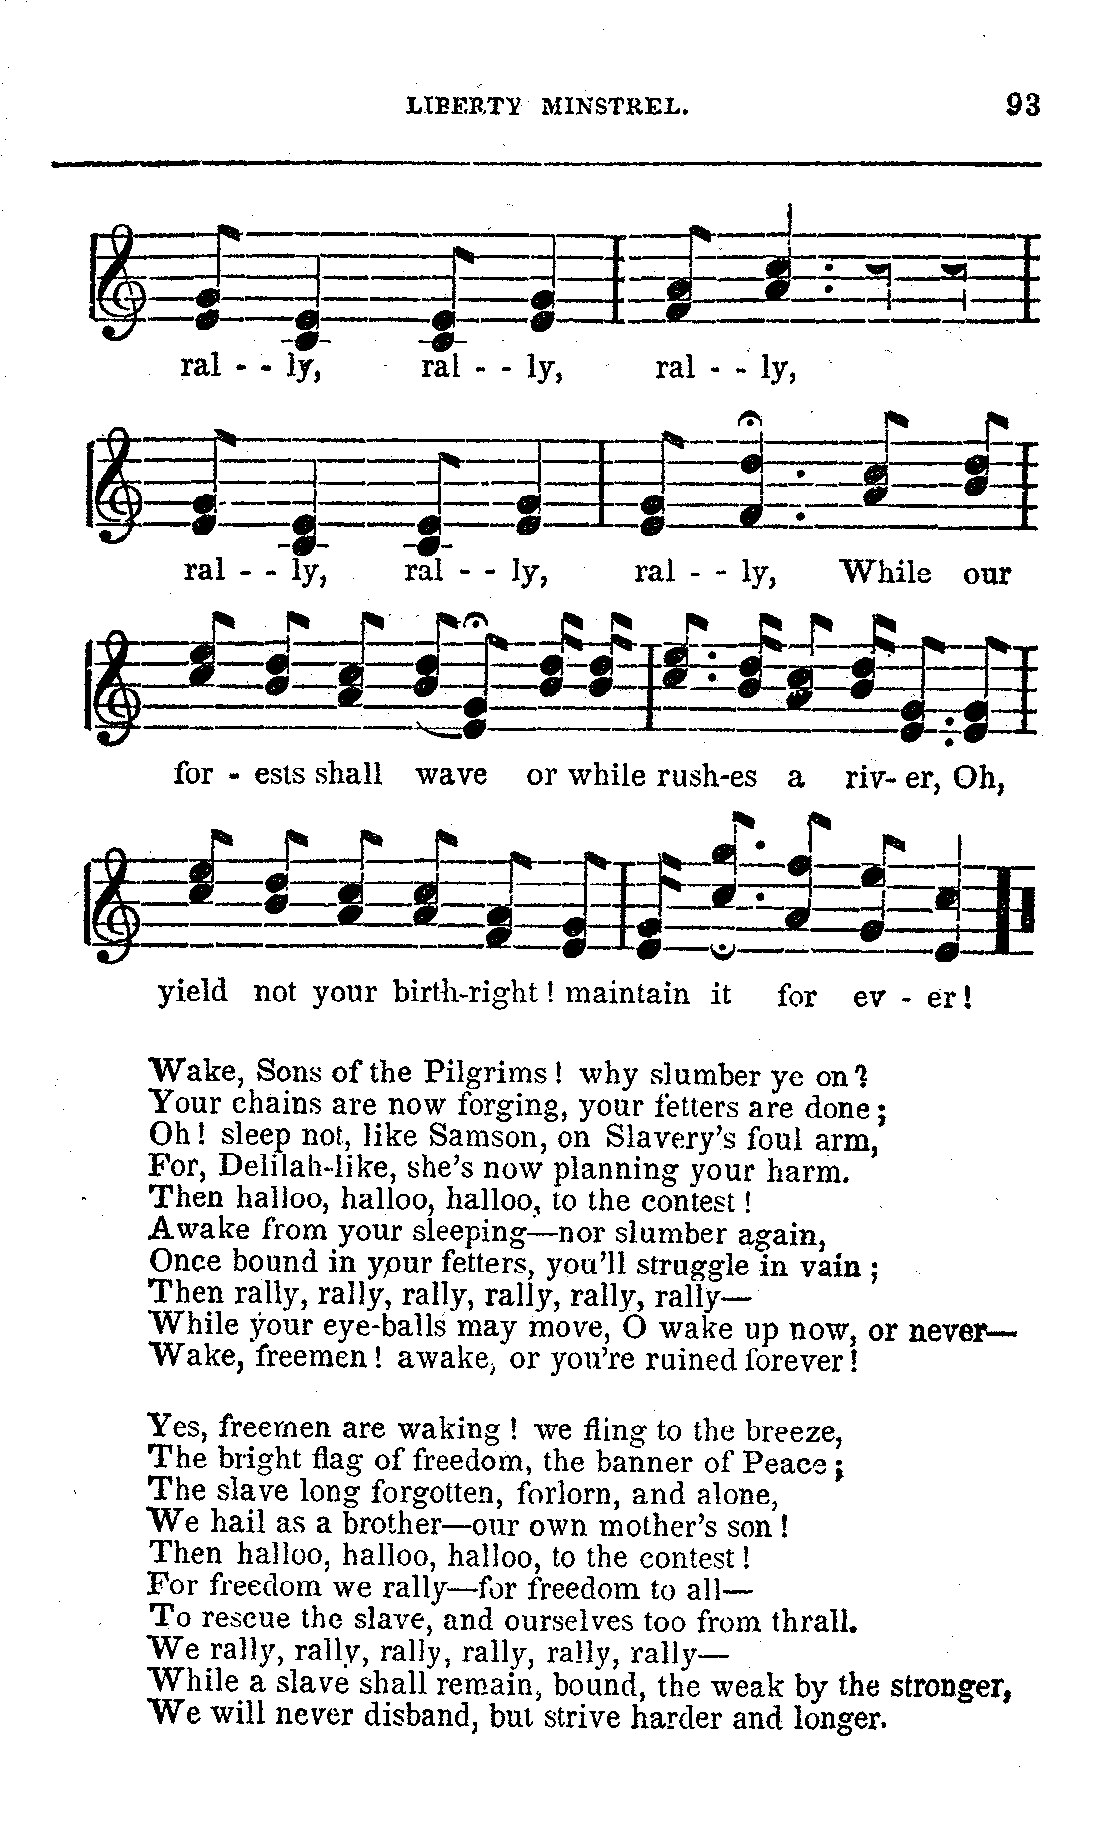 LIBERTY MINSTREL. 93
ral - - ly, ral - - ly, ral - - ly,
ral - - ly, ral - - ly, ral - - ly, While our
for - ests shall wave or while rush-es a riv- er, Oh,
yield not your birth-right! maintain it for ev - er!
Wake, Sons of the Pilgrims! why slumber ye on?
Your chains are now forging, your fetters are done;
Oh! sleep not, like Samson, on Slavery's foul arm,
For, Delilah-like, she's now planning your harm.
Then halloo, halloo, halloo, to the contest!
Awake from your sleeping—nor slumber again,
Once bound in your fetters, you'll struggle in vain;
Then rally, rally, rally, rally, rally, rally—
While your eye-balls may move, O wake up now, or never—
Wake, freemen! awake, or you're ruined forever!
Yes, freemen are waking! we fling to the breeze,
The bright flag of freedom, the banner of Peace;
The slave long forgotten, forlorn, and alone,
We hail as a brother—our own mother's son!
Then halloo, halloo, halloo, to the contest!
For freedom we rally—for freedom to all—
To rescue the slave, and ourselves too from thrall.
We rally, rally, rally, rally, rally, rally—
While a slave shall remain, bound, the weak by the stronger,
We will never disband, but strive harder and longer.